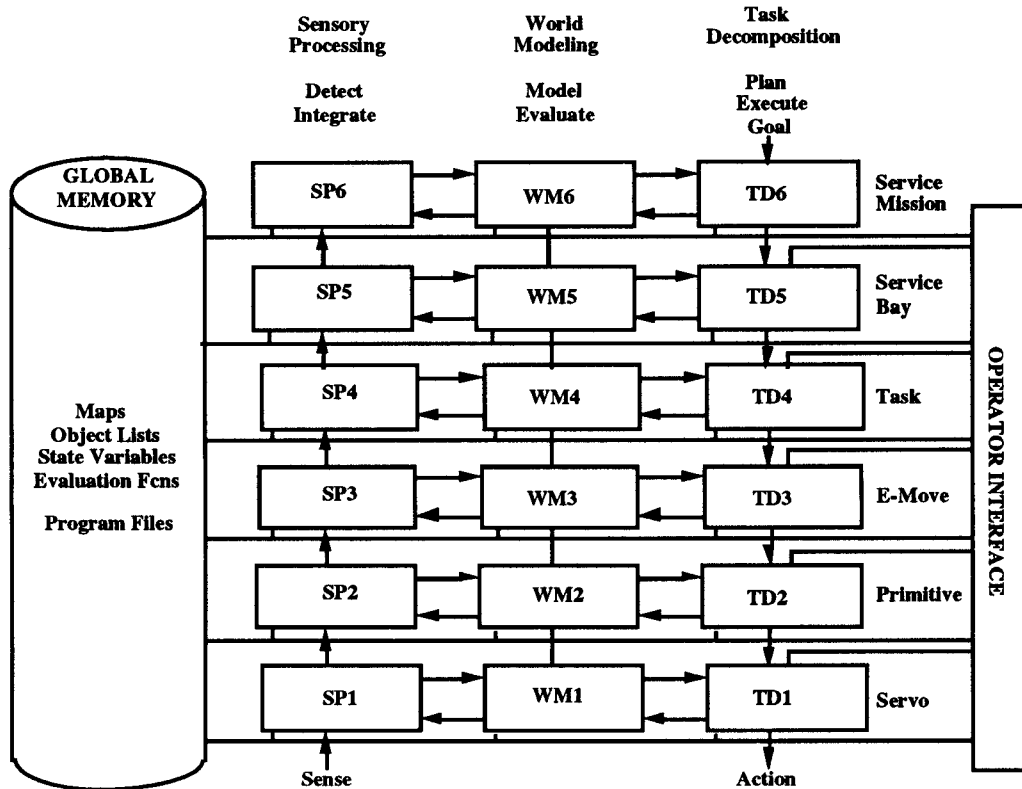 Sensory
Processing
World
Modeling
Task
Decomposition
Detect
Integrate
Model
Evaluate
Plan
Execute
Goal
GLOBAL
MEMORY
SP6
WM6
TD6
Service
Mission
SP5
WM5
TD5
Service
Bay
SP4
WM4
TD4
Task
Maps
Object Lists
State Variables
Evaluation Fcns
Program Files
SP3
WM3
TD3
E-Move
SP2
WM2
TD2
Primitive
SP1
WM1
TD1
Servo
Sense
Action
OPERATOR INTERFACE